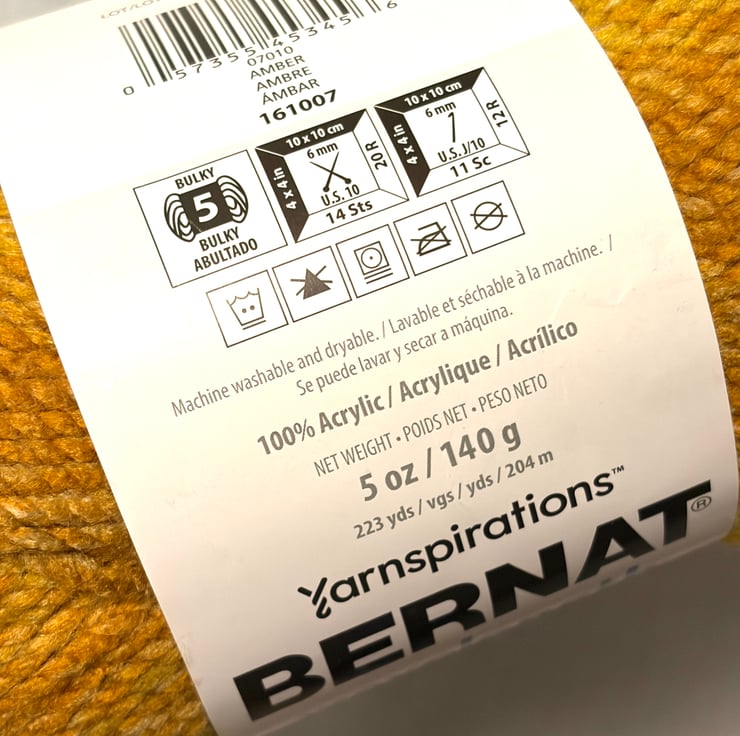 LOT/LOT
0 57355 45345 6
07010
AMBER
AMBRE
ÁMBAR
161007
BULKY
5
BULKY
ABULTADO
10 x 10 cm
4 x 4 in
6 mm
20R
U.S. 10
14 Sts
10 x 10 cm
4 x 4 in
6 mm
12R
U.S. J/10
11 Sc
Machine washable and dryable. / Lavable et séchable à la machine. /
Se puede lavar y secar a máquina.
100% Acrylic / Acrylique / Acrílico
NET WEIGHT • POIDS NET • PESO NETO
5 oz / 140 g
223 yds / vgs / yds / 204 m
Yarnspirations™
BERNAT®